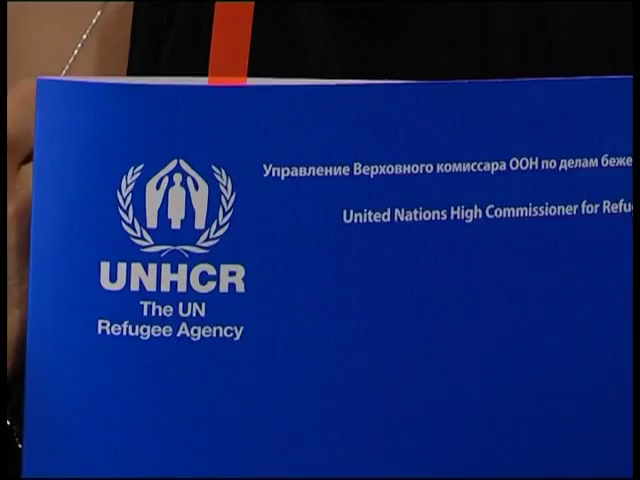 Управление Верховного комиссара ООН по делам
United Nations High Commissioner for
UNHCR
The UN
Refugee Agency